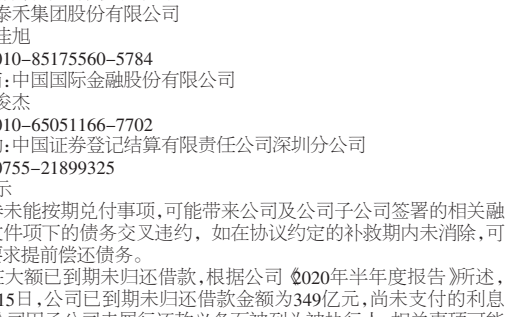 泰禾集团股份有限公司
佳旭
010–85175560–5784
:中国国际金融股份有限公司
俊杰
010–65051166–7702
:中国证券登记结算有限责任公司深圳分公司
0755–21899325
示
未能按期兑付事项,可能带来公司及公司子公司签署的相关融
文件项下的债务交叉违约, 如在协议约定的补救期内未消除,可
要求提前偿还债务。
在大额已到期未归还借款,根据公司《2020年半年度报告》所述,
15日,公司已到期未归还借款金额为349亿元,尚未支付的利息